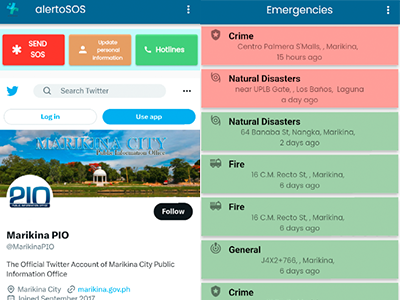 alertoSOS
SEND
SOS
Update
personal
information
Hotlines
Search Twitter
Log in
Use app
MARIKINA CITY
Public Information Office
PIO
Follow
Marikina PIO
@MarikinaPIO
The Official Twitter Account of Marikina City Public
Information Office
Marikina City
marikina.gov.ph
Joined September 2017
Emergencies
Crime
Centro Palmera S'Malls, , Marikina,
15 hours ago
Natural Disasters
near UPLB Gate, , Los Baños, Laguna
a day ago
Natural Disasters
64 Banaba St, Nangka, Marikina,
2 days ago
Fire
16 C.M. Recto St, , Marikina,
6 days ago
Fire
16 C.M. Recto St, , Marikina,
6 days ago
General
J4X2+766, , Marikina,
6 days ago
Crime